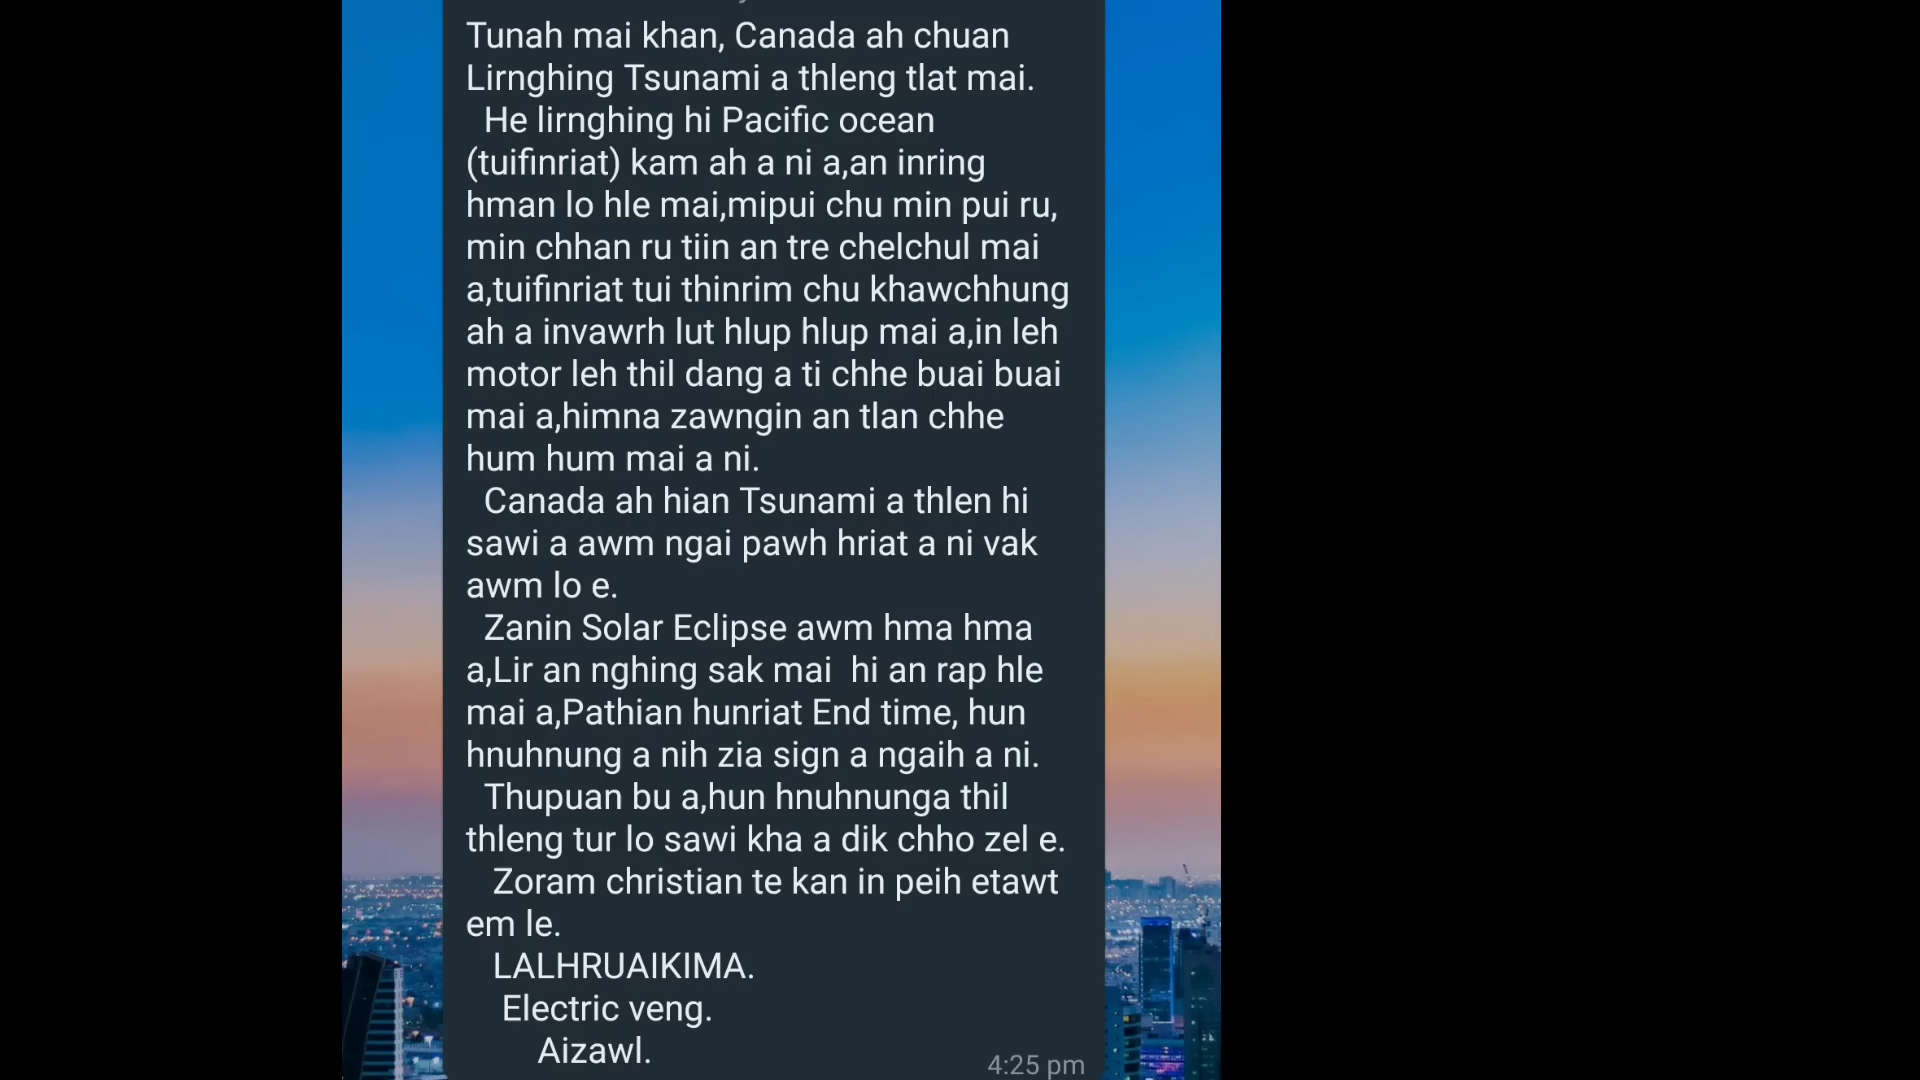 Tunah mai khan, Canada ah chuan
Lirnghing Tsunami a thleng tlat mai.
He lirnghing hi Pacific ocean
(tuifinriat) kam ah a ni a,an inring
hman lo hle mai,mipui chu min pui ru,
min chhan ru tiin an tre chelchul mai
a,tuifinriat tui thinrim chu khawchhung
ah a invawrh lut hlup hlup mai a,in leh
motor leh thil dang a ti chhe buai buai
mai a,himna zawngin an tlan chhe
hum hum mai a ni.
Canada ah hian Tsunami a thlen hi
sawi a awm ngai pawh hriat a ni vak
awm lo e.
Zanin Solar Eclipse awm hma hma
a,Lir an nghing sak mai  hi an rap hle
mai a,Pathian hunriat End time, hun
hnuhnung a nih zia sign a ngaih a ni.
Thupuan bu a,hun hnuhnunga thil
thleng tur lo sawi kha a dik chho zel e.
Zoram christian te kan in peih etawt
em le.
LALHRUAIKIMA.
Electric veng.
Aizawl.
4:25 pm